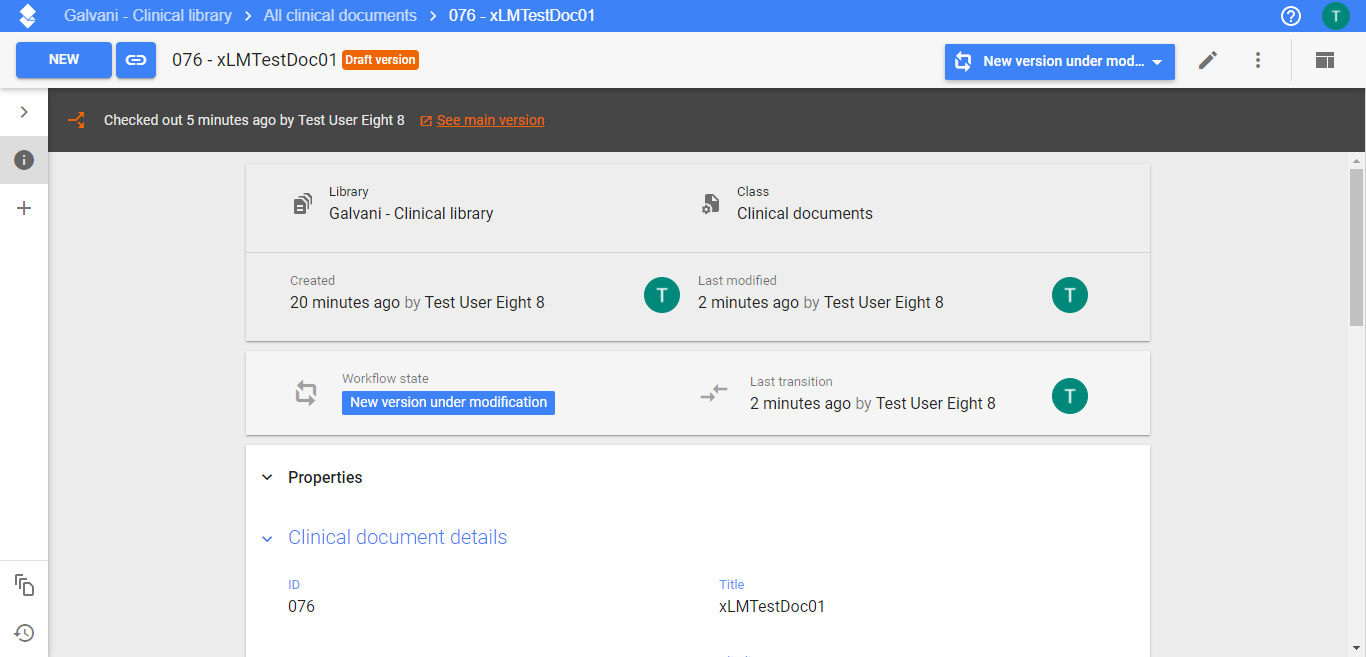 Galvani - Clinical library > All clinical documents > 076 - xLMTestDoc01
T
NEW
076 - xLMTestDoc01 Draft version
New version under mod...
Checked out 5 minutes ago by Test User Eight 8 See main version
Library
Galvani - Clinical library
Class
Clinical documents
Created
20 minutes ago by Test User Eight 8
T
Last modified
2 minutes ago by Test User Eight 8
T
Workflow state
New version under modification
Last transition
2 minutes ago by Test User Eight 8
T
Properties
Clinical document details
ID
076
Title
xLMTestDoc01